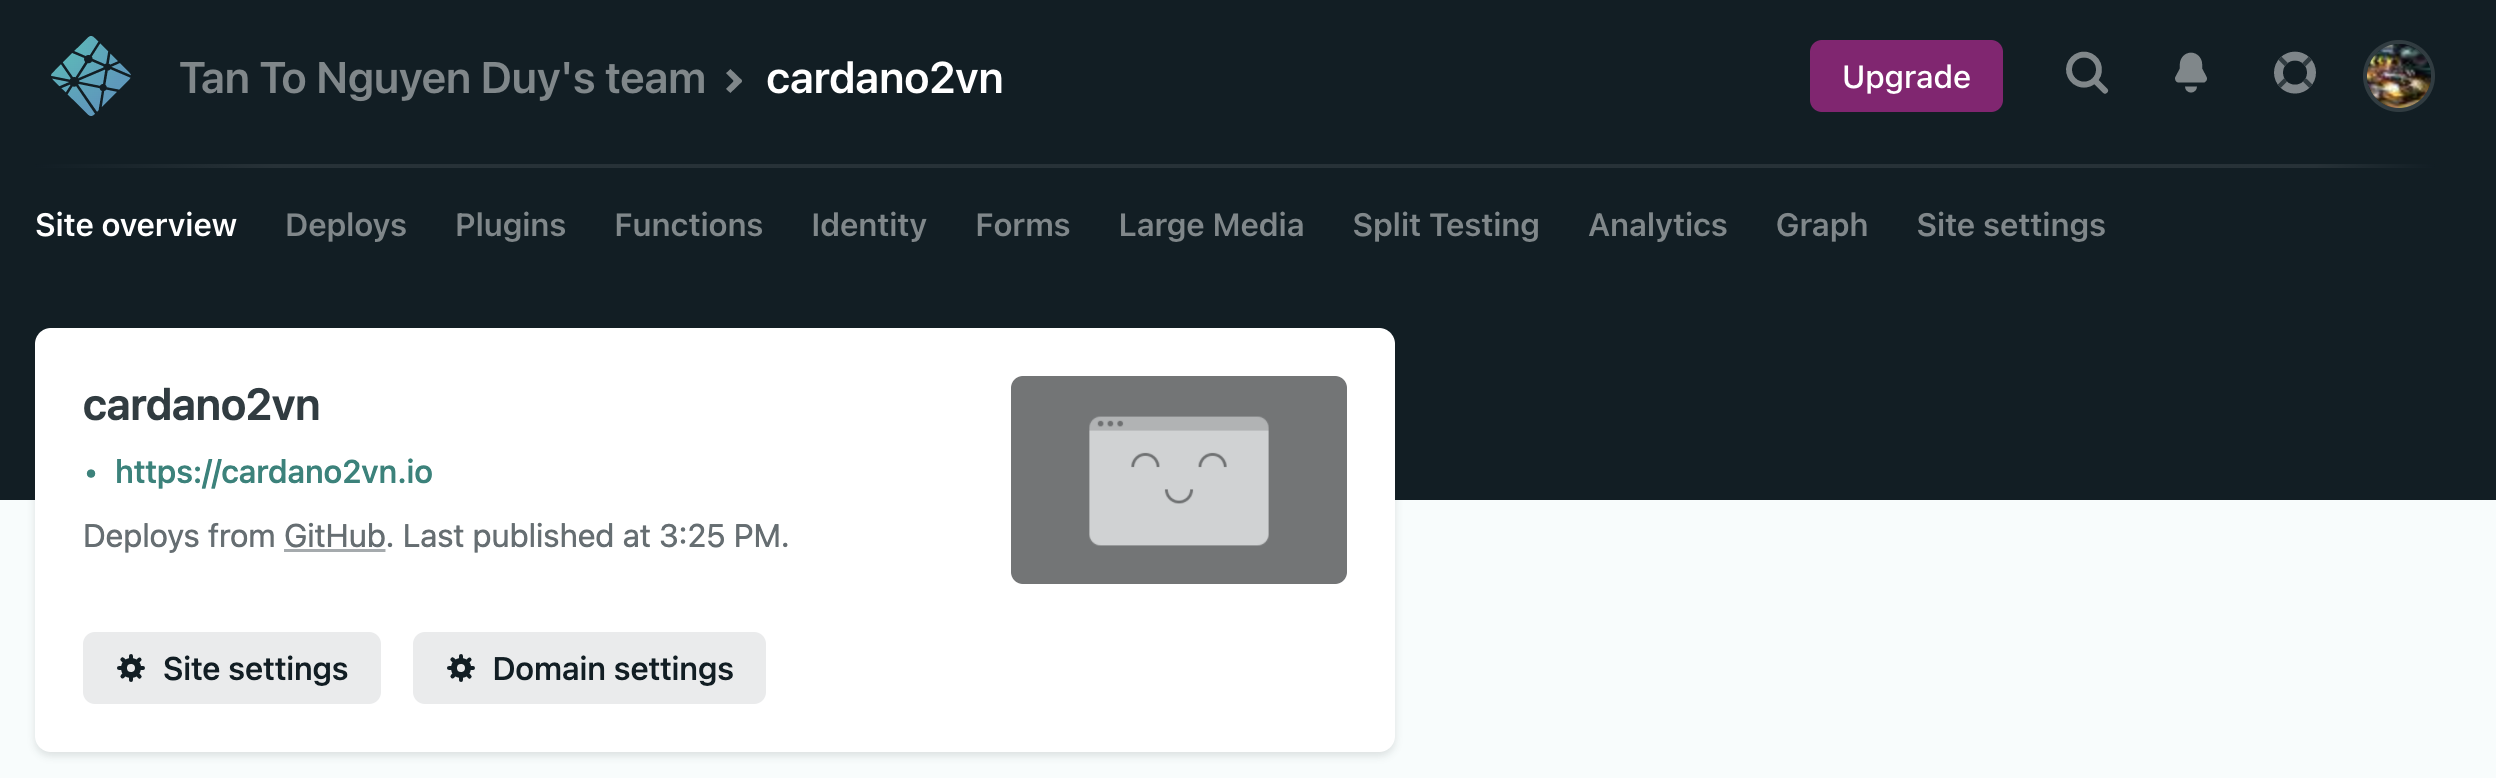 Tan To Nguyen Duy's team > cardano2vn
Upgrade
Site overview Deploys Plugins Functions Identity Forms Large Media Split Testing Analytics Graph Site settings
cardano2vn
• https://cardano2vn.io
Deploys from GitHub. Last published at 3:25 PM.
Site settings Domain settings